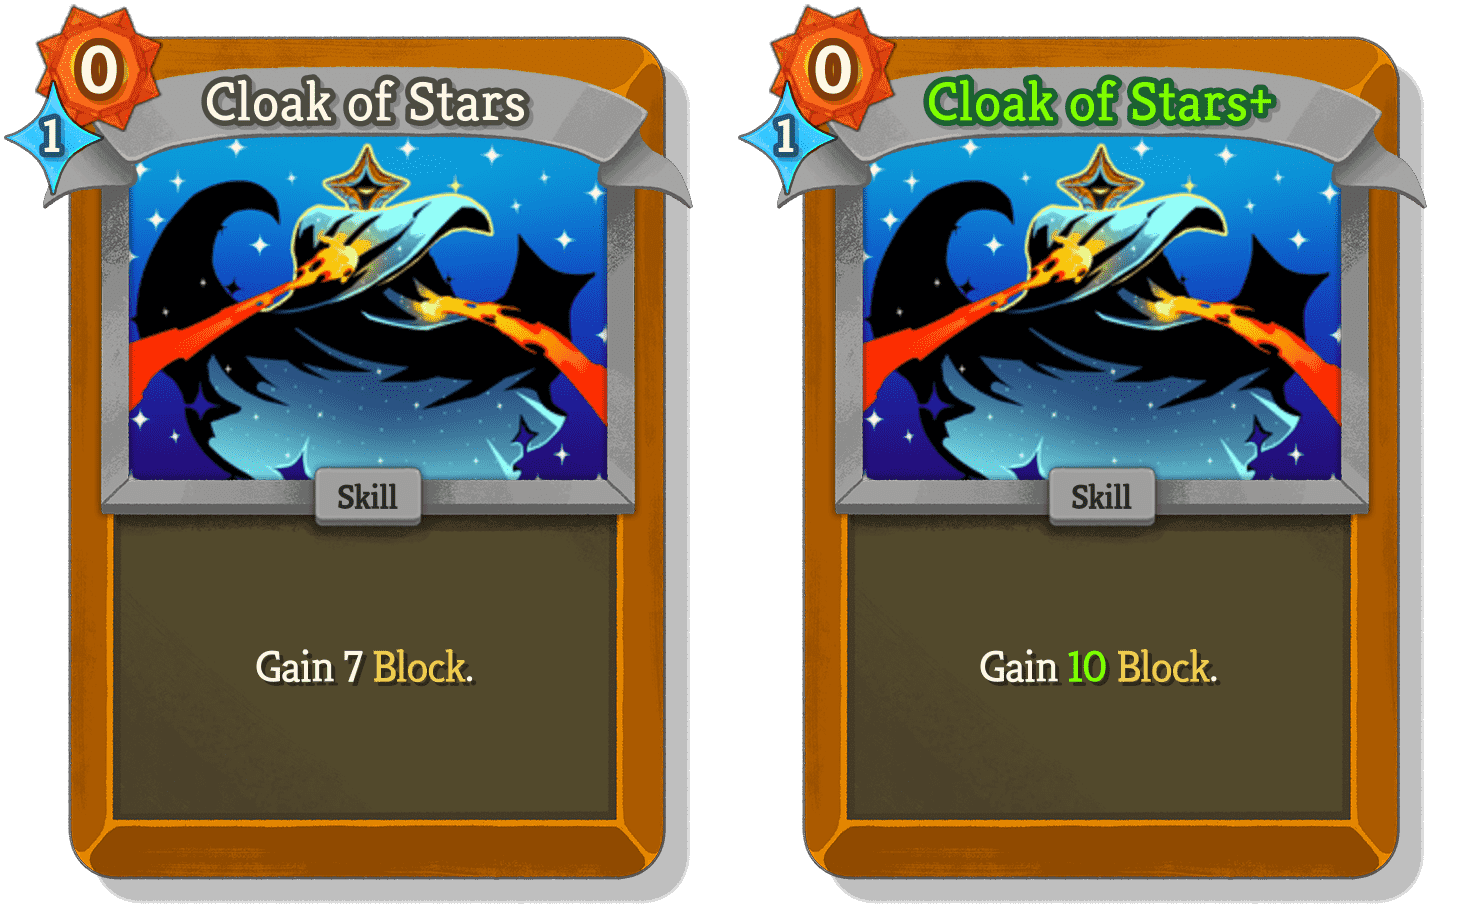 0
1
Cloak of Stars
Skill
Gain 7 Block.
0
1
Cloak of Stars+
Skill
Gain 10 Block.